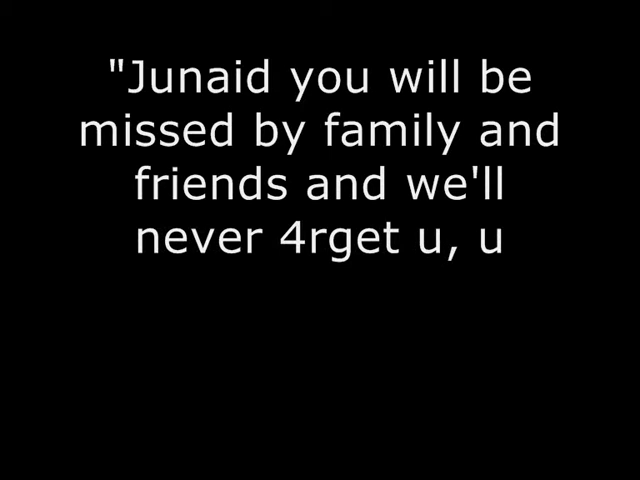 "Junaid you will be
missed by family and
friends and we'll
never 4rget u, u